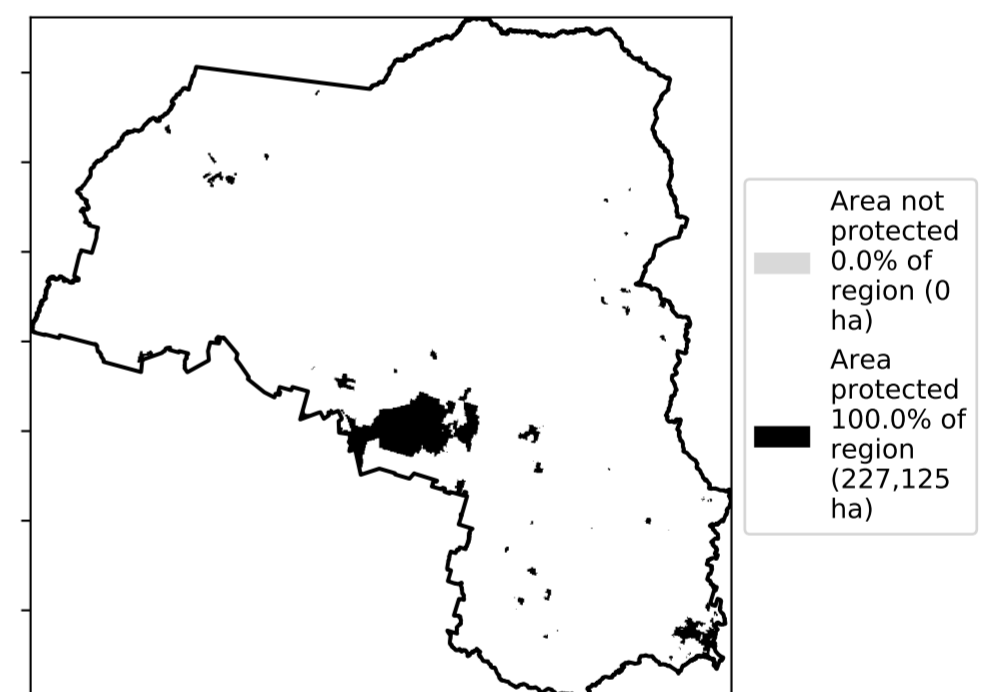 Area not
protected
0.0% of
region (0
ha)
Area
protected
100.0% of
region
(227,125
ha)